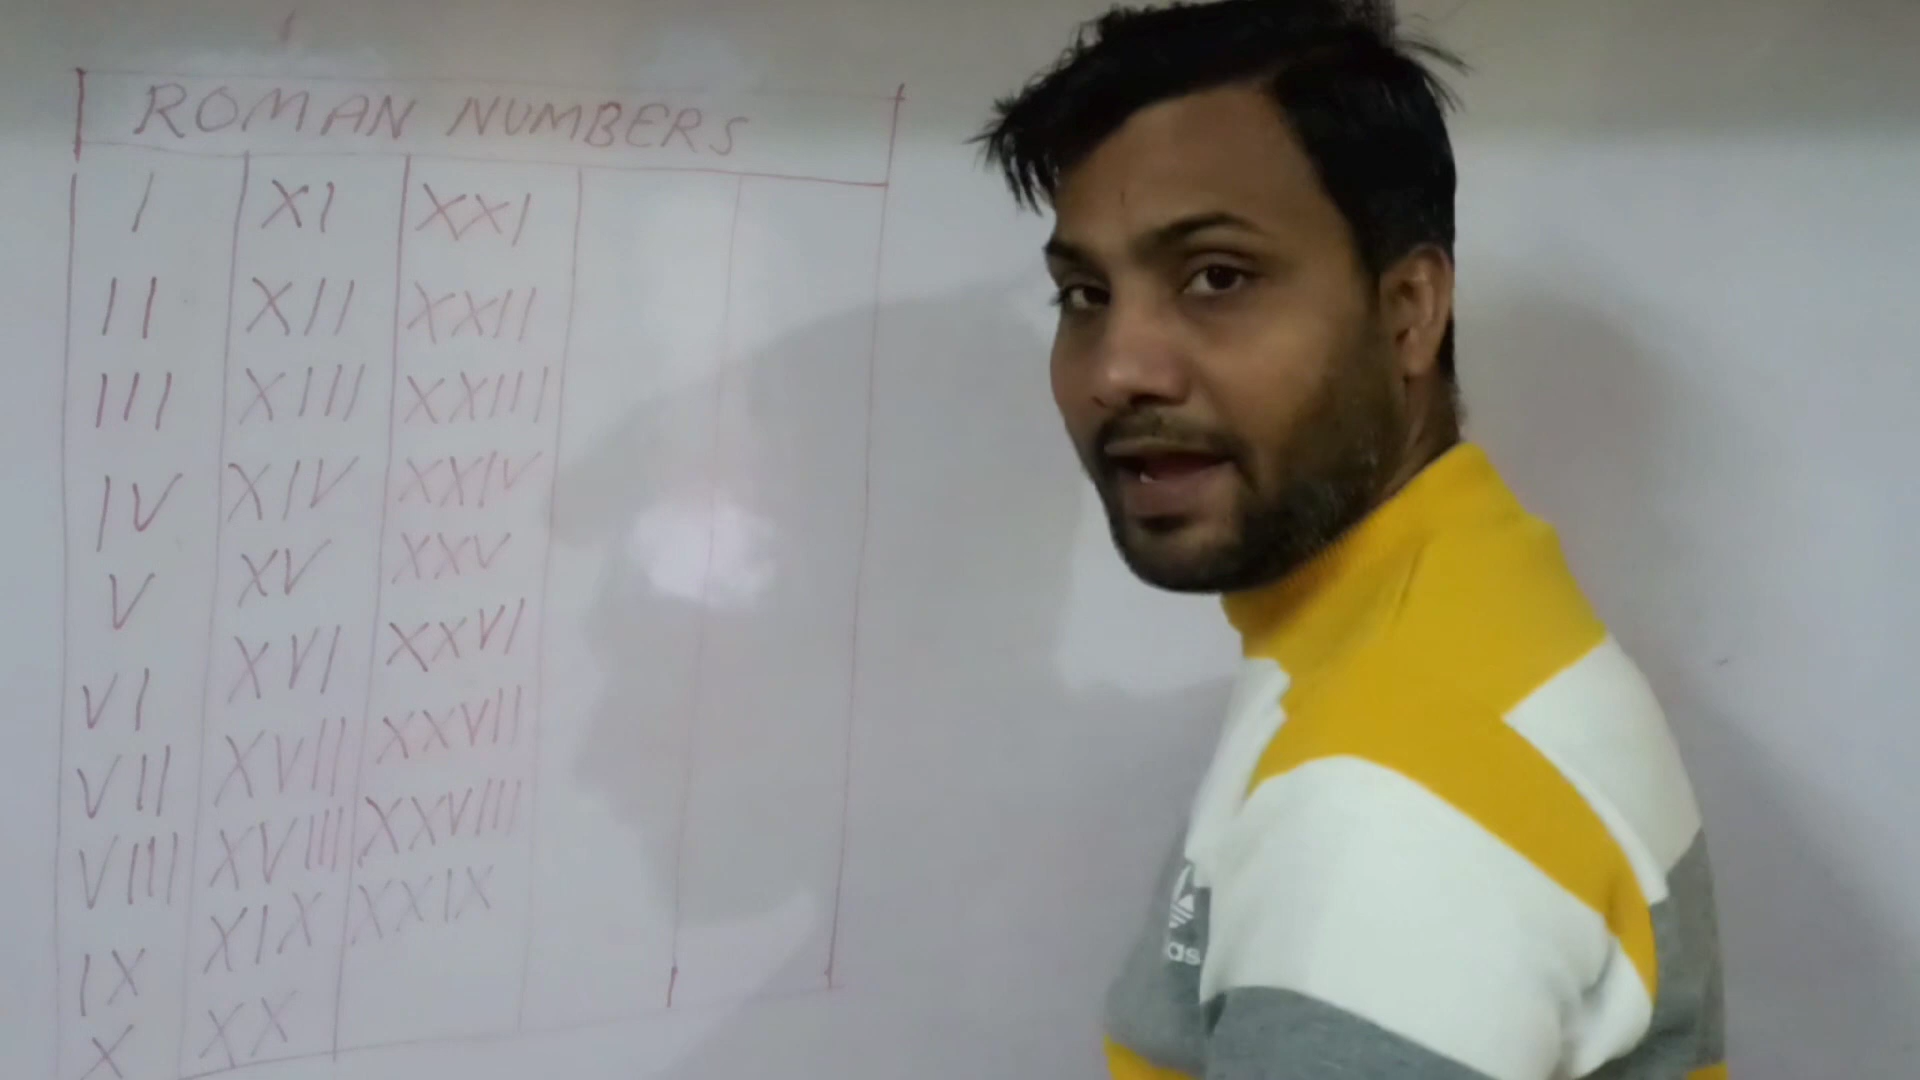 ROMAN NUMBERS
I XI XXI
II XII XXII
III XIII XXIII
IV XIV XXIV
V XV XXV
VI XVI XXVI
VII XVII XXVII
VIII XVIII XXVIII
IX XIX XXIX
X XX
as